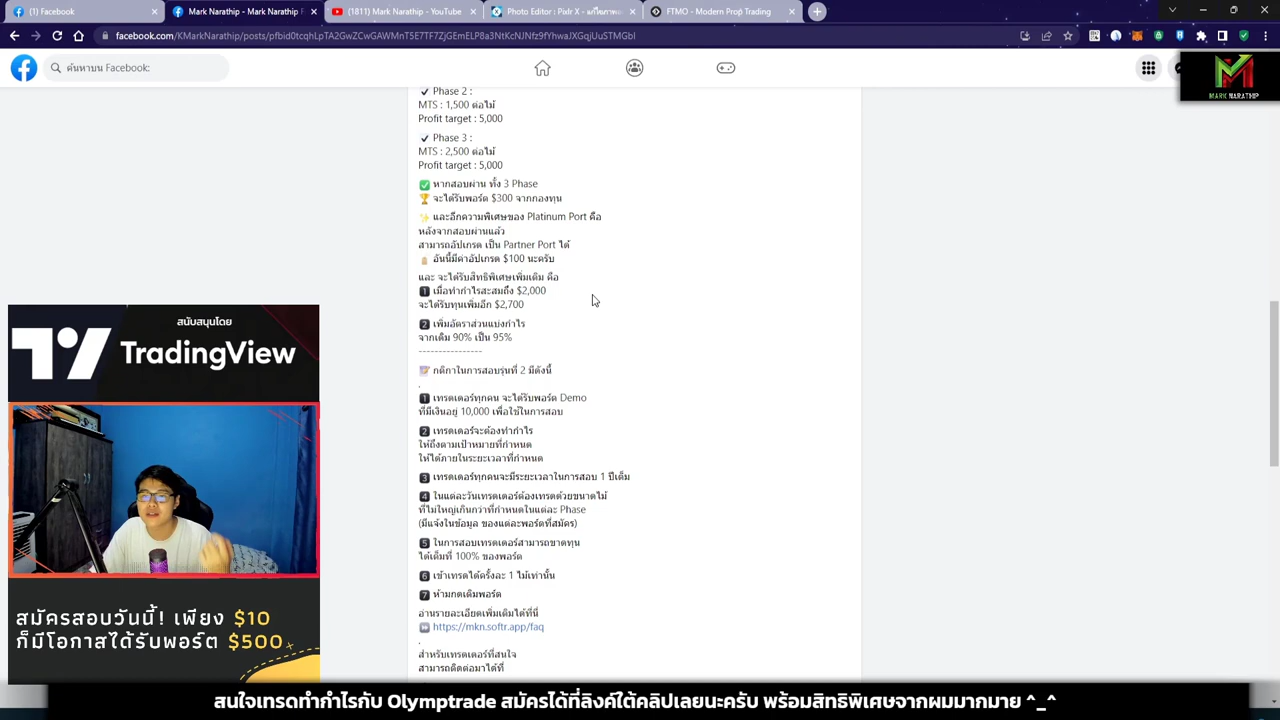 (1) Facebook
Mark Narathip - Mark Narathip F
(1811) Mark Narathip - YouTube
Photo Editor : Pixlr X - แก้ไขภาพ
FTMO - Modern Prop Trading
facebook.com/KMarkNarathip/posts/
ค้นหาบน Facebook:
MARK NARATHIP
Phase 2 :
MTS : 1,500 ต่อไม้
Profit target : 5,000
Phase 3 :
MTS : 2,500 ต่อไม้
Profit target : 5,000
หากสอบผ่าน ทั้ง 3 Phase
จะได้รับพอร์ต $300 จากกองทุน
และอีกความพิเศษของ Platinum Port คือ
หลังจากสอบผ่านแล้ว
สามารถอัปเกรด เป็น Partner Port ได้
อันนี้มีค่าอัปเกรด $100 นะครับ
และ จะได้รับสิทธิพิเศษเพิ่มเติม คือ
1 เมื่อทำกำไรสะสมถึง $2,000
จะได้รับทุนเพิ่มอีก $2,700
2 เพิ่มอัตราส่วนแบ่งกำไร
จากเดิม 90% เป็น 95%
----------------
กติกาในการสอบรุ่นที่ 2 มีดังนี้
.
1 เทรดเดอร์ทุกคน จะได้รับพอร์ต Demo
ที่มีเงินอยู่ 10,000 เพื่อใช้ในการสอบ
2 เทรดเดอร์จะต้องทำกำไร
ให้ถึงตามเป้าหมายที่กำหนด
ให้ได้ภายในระยะเวลาที่กำหนด
3 เทรดเดอร์ทุกคนจะมีระยะเวลาในการสอบ 1 ปีเต็ม
4 ในแต่ละวันเทรดเดอร์ต้องเทรดด้วยขนาดไม้
ที่ไม่ใหญ่เกินกว่าที่กำหนดในแต่ละ Phase
(มีแจ้งในข้อมูล ของแต่ละพอร์ตที่สมัคร)
5 ในการสอบเทรดเดอร์สามารถขาดทุน
ได้เต็มที่ 100% ของพอร์ต
6 เข้าเทรดได้ครั้งละ 1 ไม้เท่านั้น
7 ห้ามกดเติมพอร์ต
อ่านรายละเอียดเพิ่มเติมได้ที่นี่
https://mkn.softr.app/faq
.
สำหรับเทรดเดอร์ที่สนใจ
สามารถติดต่อมาได้ที่
สนับสนุนโดย
TradingView
สมัครสอบวันนี้! เพียง $10
ก็มีโอกาสได้รับพอร์ต $500
สนใจเทรดทำกำไรกับ Olymptrade สมัครได้ที่ลิงค์ใต้คลิปเลยนะครับ พร้อมสิทธิพิเศษจากผมมากมาย ^_^